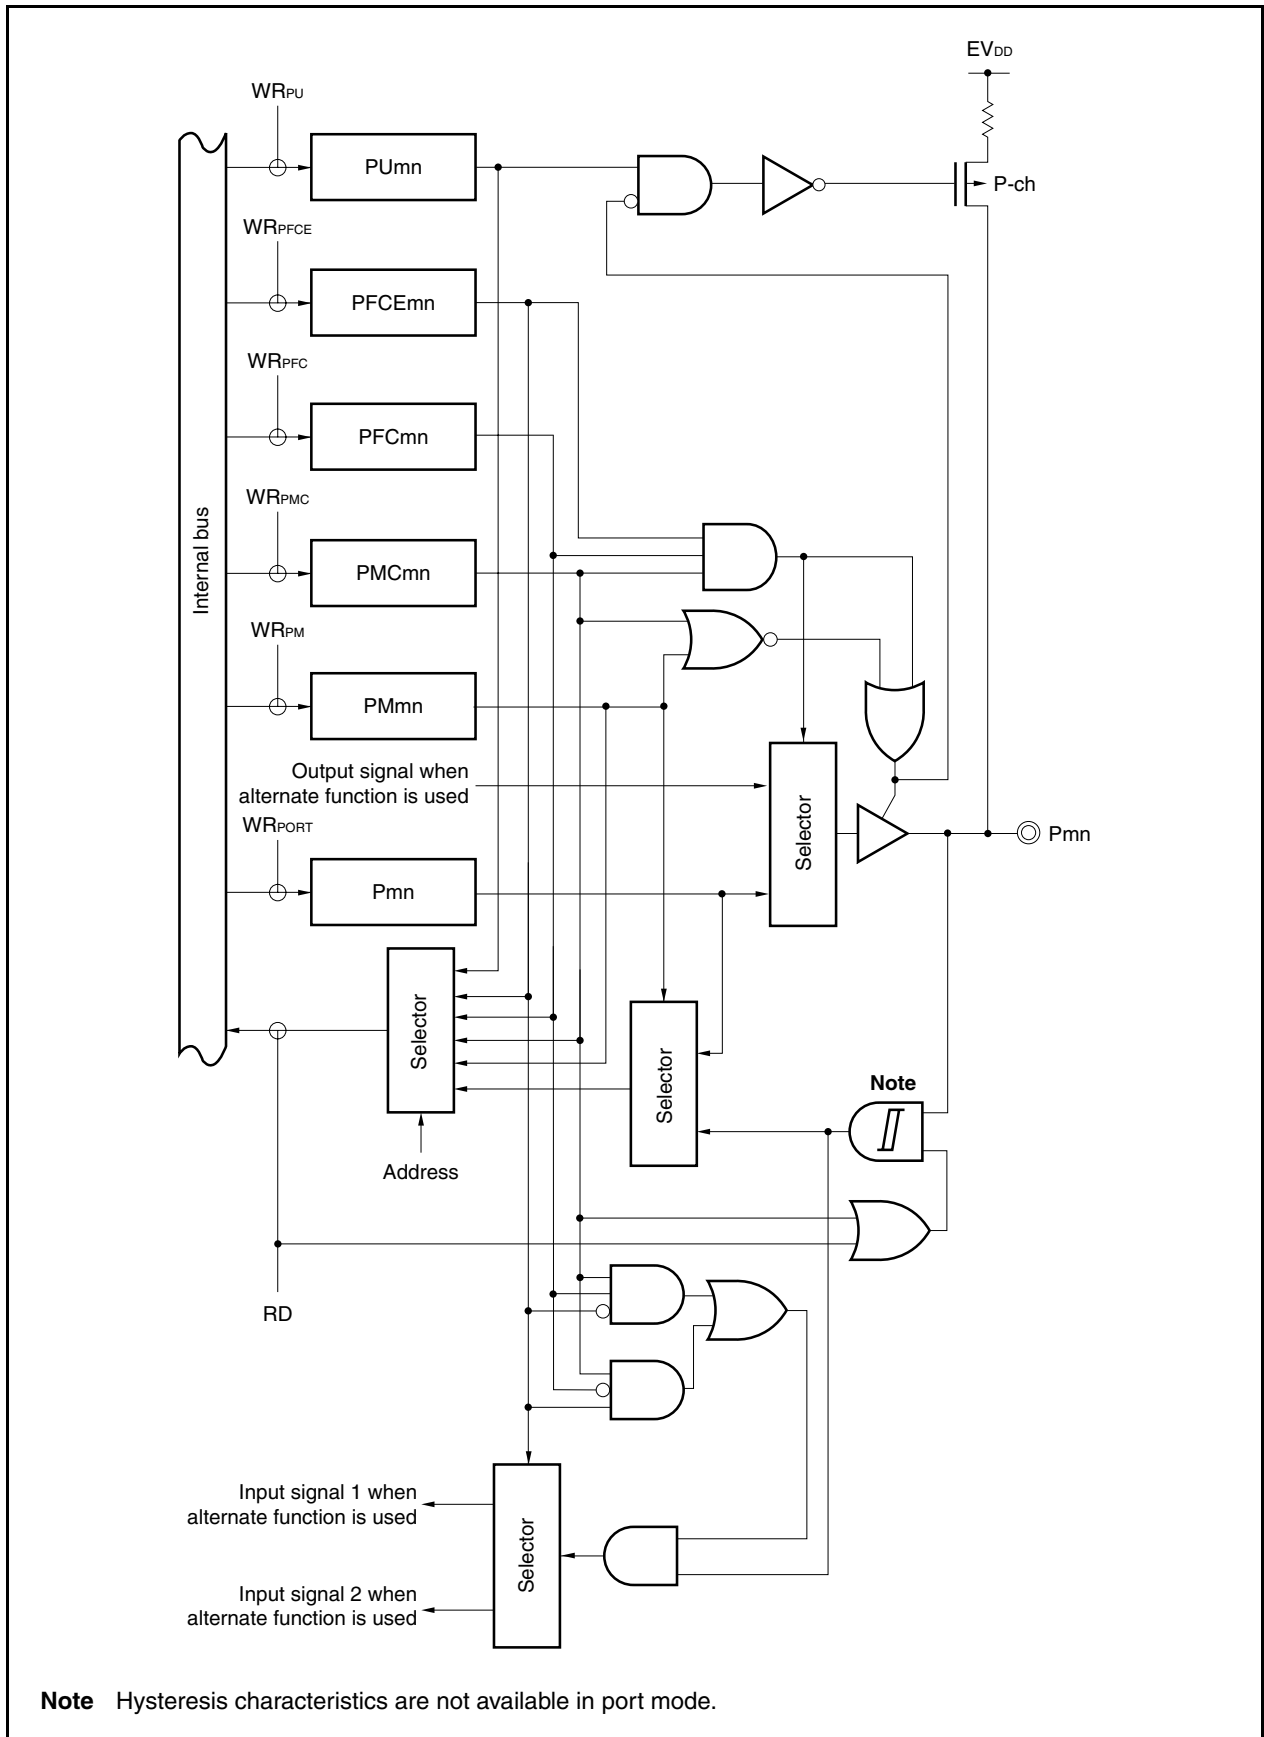 EVDD
WRPU
PUmn
P-ch
WRPFCE
PFCEmn
WRPFC
PFCmn
WRPMC
Internal bus
PMCmn
WRPM
PMmn
Output signal when
alternate function is used
Selector
WRPORT
Pmn
Pmn
Selector
Selector
Note
Address
RD
Input signal 1 when
alternate function is used
Selector
Input signal 2 when
alternate function is used
Note Hysteresis characteristics are not available in port mode.